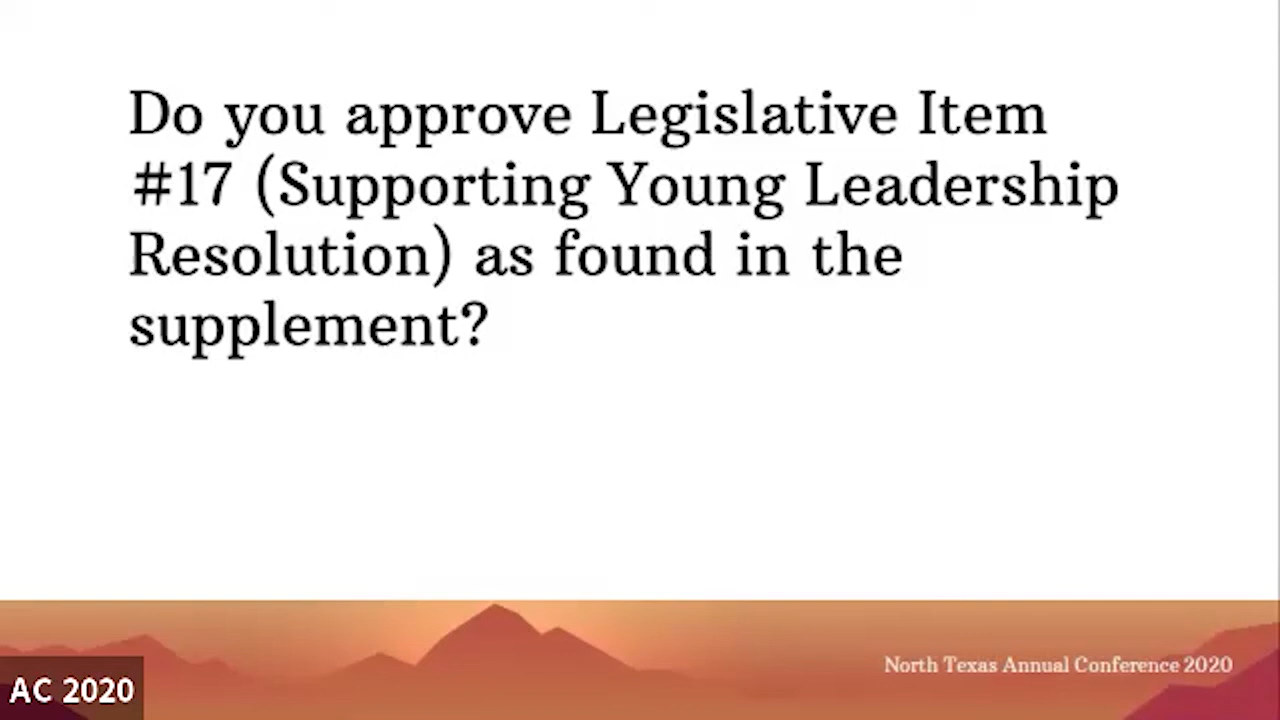 Do you approve Legislative Item
#17 (Supporting Young Leadership
Resolution) as found in the
supplement?
North Texas Annual Conference 2020
AC 2020